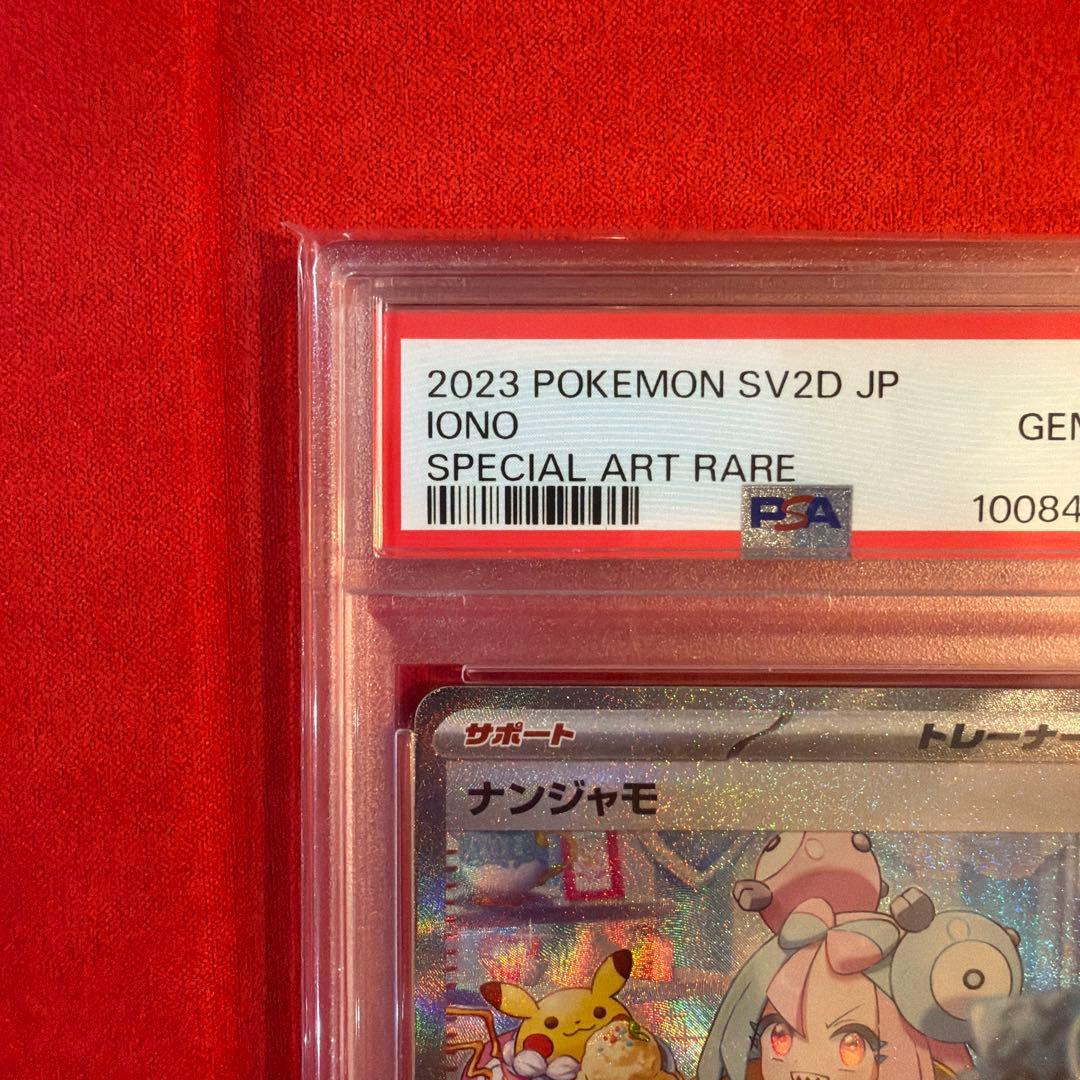 2023 POKEMON SV2D JP
IONO
GEM
SPECIAL ART RARE
PSA
10084
サポート
トレーナー
ナンジャモ